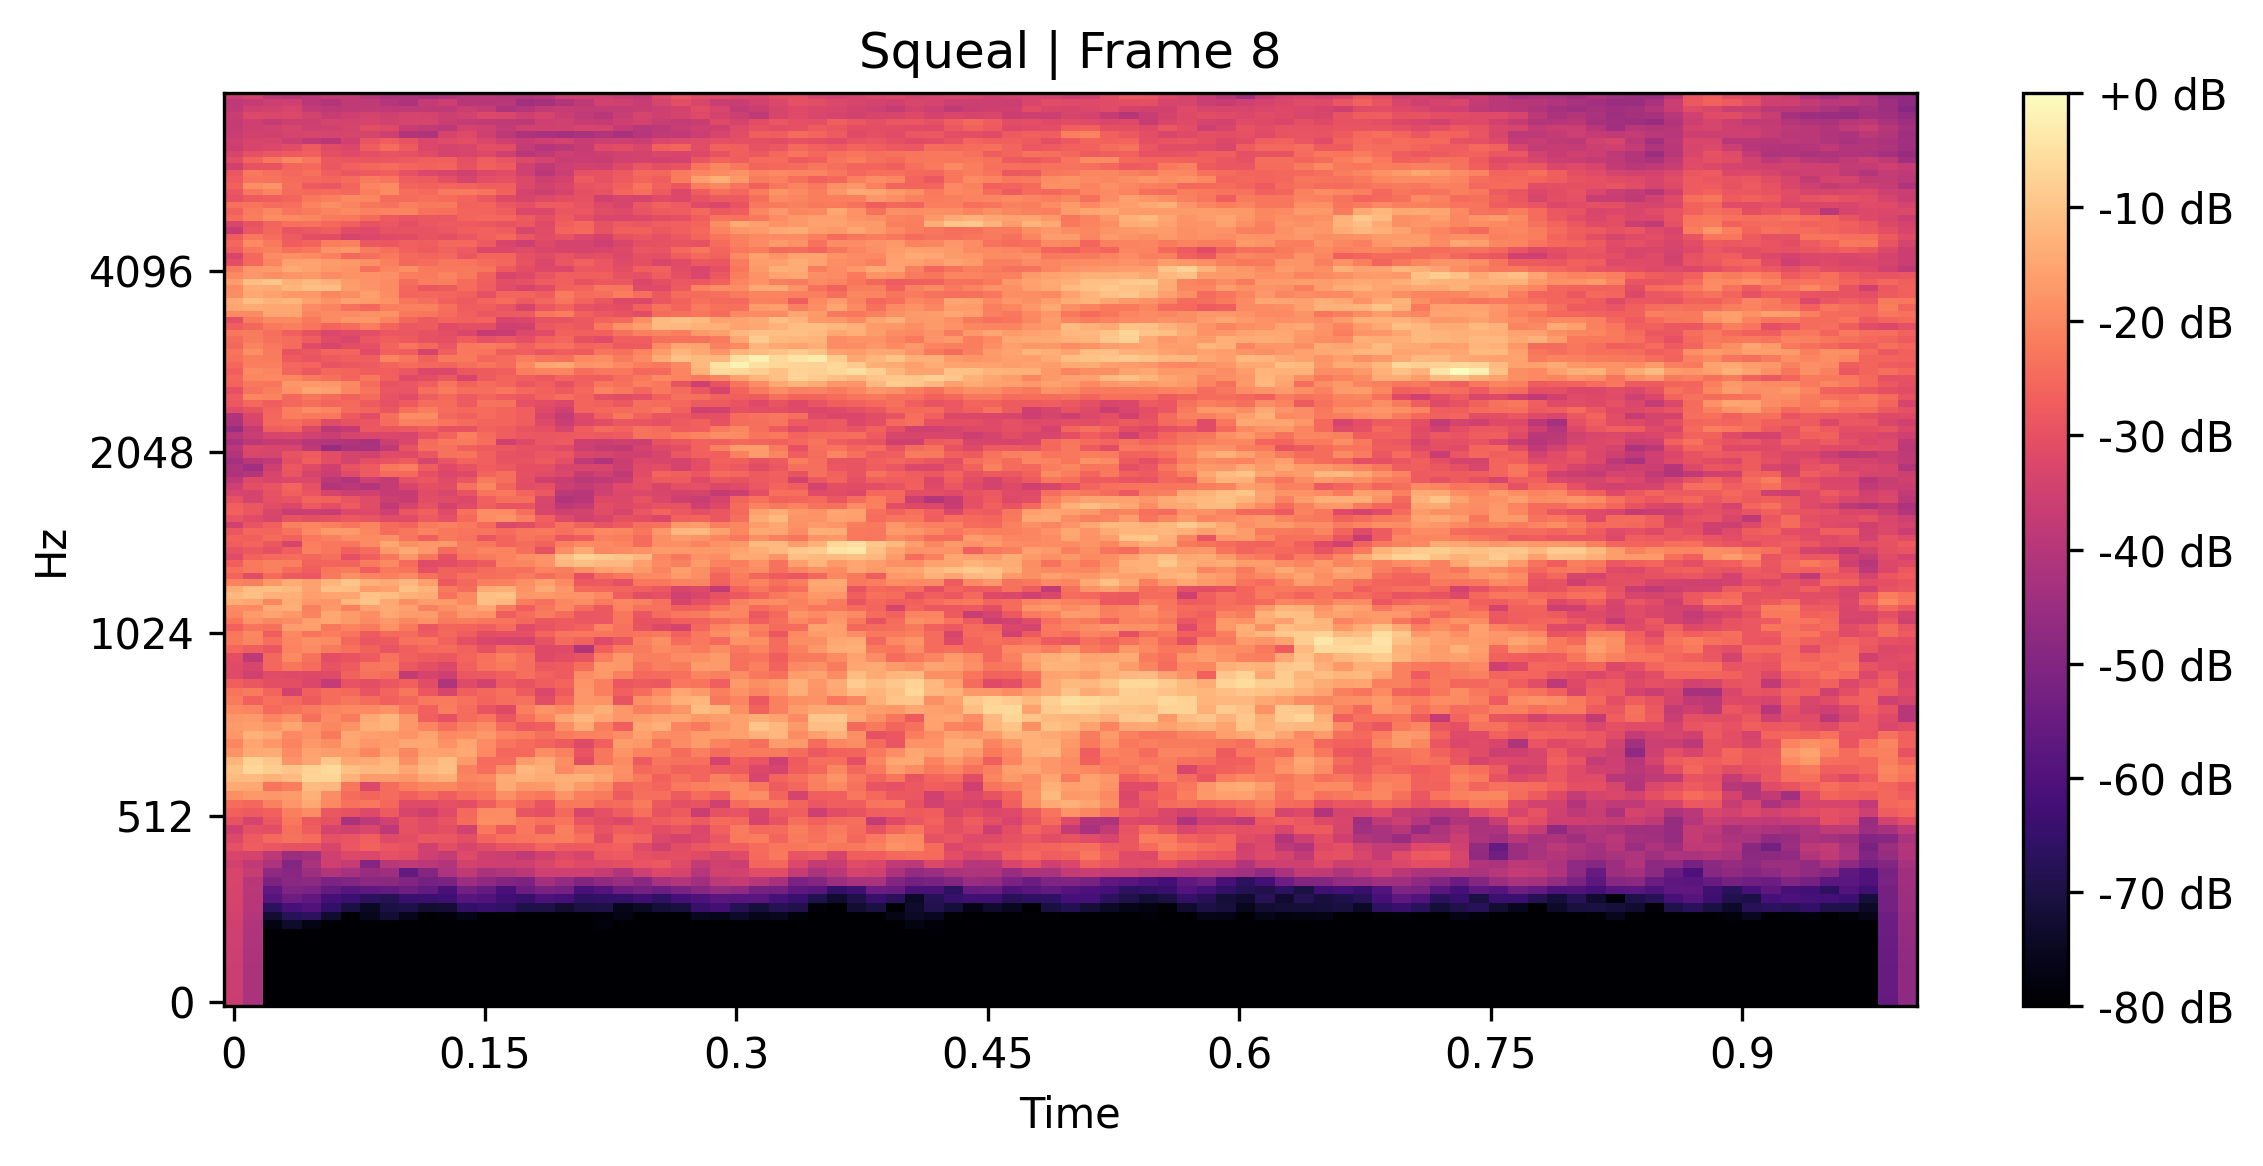 Squeal | Frame 8
Hz
4096
2048
1024
512
0
0 0.15 0.3 0.45 0.6 0.75 0.9
Time
+0 dB
-10 dB
-20 dB
-30 dB
-40 dB
-50 dB
-60 dB
-70 dB
-80 dB